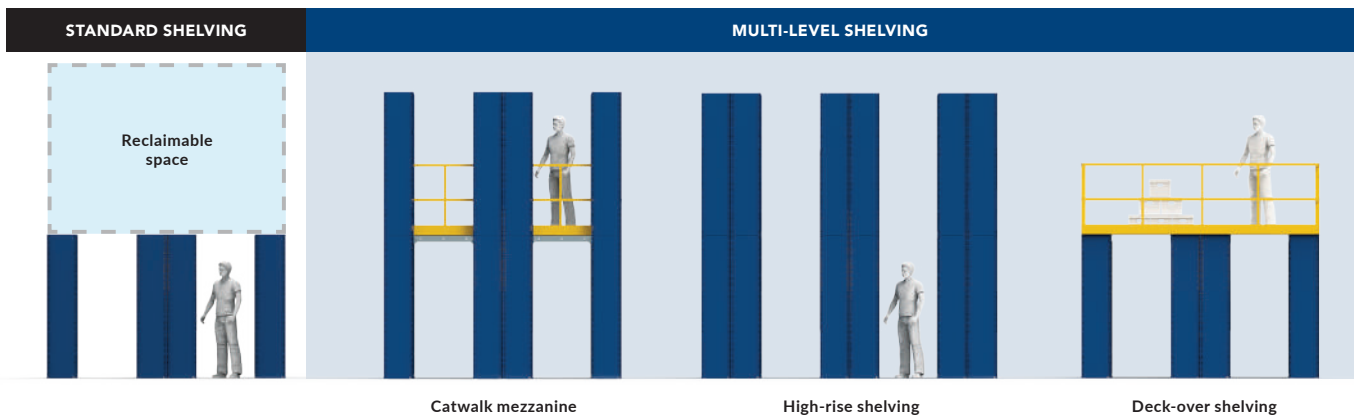 STANDARD SHELVING
MULTI-LEVEL SHELVING
Reclaimable
space
Catwalk mezzanine
High-rise shelving
Deck-over shelving